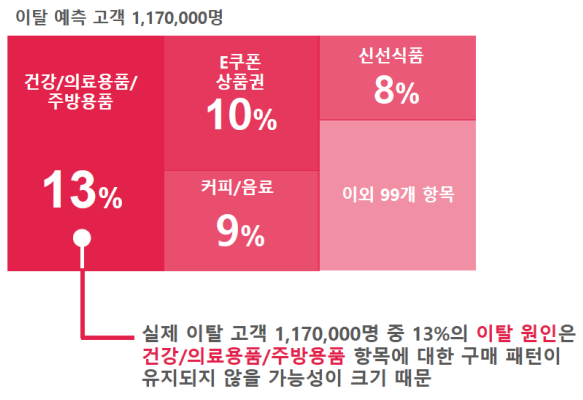 이탈 예측 고객 1,170,000명
건강/의료용품/
주방용품
13%
E쿠폰
상품권
10%
커피/음료
9%
신선식품
8%
이외 99개 항목
실제 이탈 고객 1,170,000명 중 13%의 이탈 원인은
건강/의료용품/주방용품 항목에 대한 구매 패턴이
유지되지 않을 가능성이 크기 때문